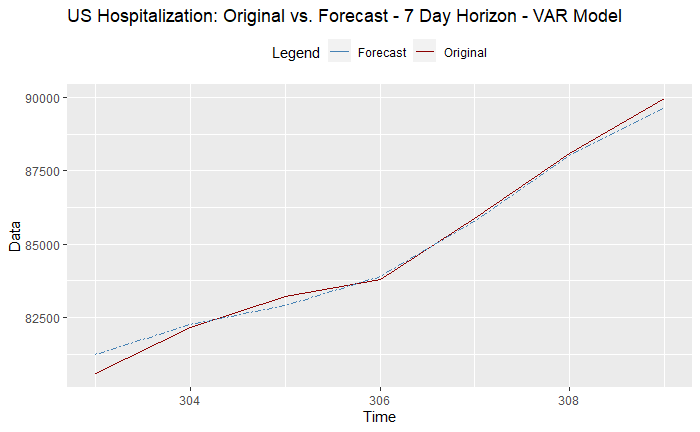 US Hospitalization: Original vs. Forecast - 7 Day Horizon - VAR Model
Legend Forecast Original
90000
87500
85000
82500
Data
304 306 308
Time